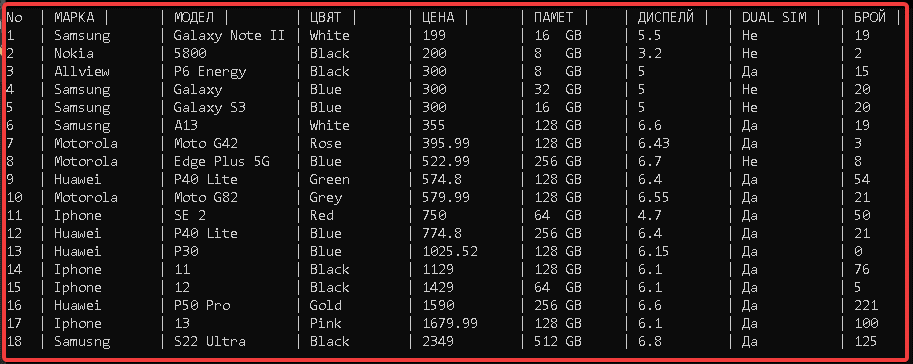 No | МАРКА | | МОДЕЛ | | ЦВЯТ | | ЦЕНА | | ПАМЕТ | | ДИСПЕЛЙ | | DUAL SIM | | БРОЙ |
1 | Samsung | Galaxy Note II | White | 199 | 16 GB | 5.5 | Не | 19
2 | Nokia | 5800 | Black | 200 | 8 GB | 3.2 | Не | 2
3 | Allview | P6 Energy | Black | 300 | 8 GB | 5 | Да | 15
4 | Samsung | Galaxy | Blue | 300 | 32 GB | 5 | Не | 20
5 | Samsung | Galaxy S3 | Blue | 300 | 16 GB | 5 | Не | 20
6 | Samusng | A13 | White | 355 | 128 GB | 6.6 | Да | 19
7 | Motorola | Moto G42 | Rose | 395.99 | 128 GB | 6.43 | Да | 3
8 | Motorola | Edge Plus 5G | Blue | 522.99 | 256 GB | 6.7 | Не | 8
9 | Huawei | P40 Lite | Green | 574.8 | 128 GB | 6.4 | Да | 54
10 | Motorola | Moto G82 | Grey | 579.99 | 128 GB | 6.55 | Да | 21
11 | Iphone | SE 2 | Red | 750 | 64 GB | 4.7 | Да | 50
12 | Huawei | P40 Lite | Blue | 774.8 | 256 GB | 6.4 | Да | 21
13 | Huawei | P30 | Blue | 1025.52 | 128 GB | 6.15 | Да | 0
14 | Iphone | 11 | Black | 1129 | 128 GB | 6.1 | Да | 76
15 | Iphone | 12 | Black | 1429 | 64 GB | 6.1 | Да | 5
16 | Huawei | P50 Pro | Gold | 1590 | 256 GB | 6.6 | Да | 221
17 | Iphone | 13 | Pink | 1679.99 | 128 GB | 6.1 | Да | 100
18 | Samusng | S22 Ultra | Black | 2349 | 512 GB | 6.8 | Да | 125